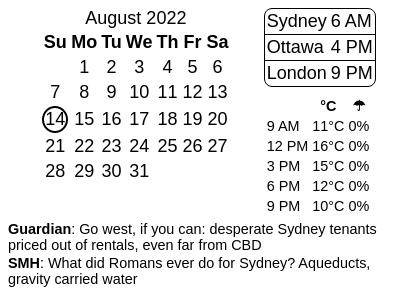 August 2022
Su Mo Tu We Th Fr Sa
1 2 3 4 5 6
7 8 9 10 11 12 13
14 15 16 17 18 19 20
21 22 23 24 25 26 27
28 29 30 31
Sydney 6 AM
Ottawa 4 PM
London 9 PM
°C ☂
9 AM 11°C 0%
12 PM 16°C 0%
3 PM 15°C 0%
6 PM 12°C 0%
9 PM 10°C 0%
Guardian: Go west, if you can: desperate Sydney tenants
priced out of rentals, even far from CBD
SMH: What did Romans ever do for Sydney? Aqueducts,
gravity carried water